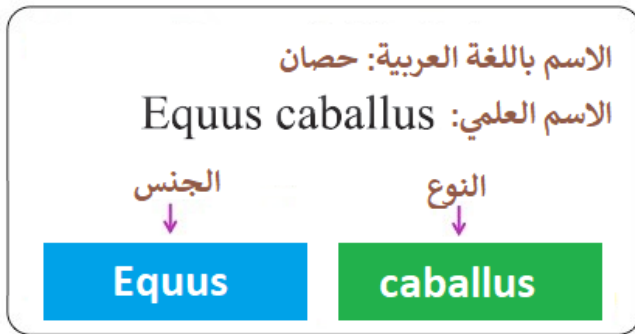 الاسم باللغة العربية: حصان
الاسم العلمي: Equus caballus
النوع
الجنس
caballus
Equus